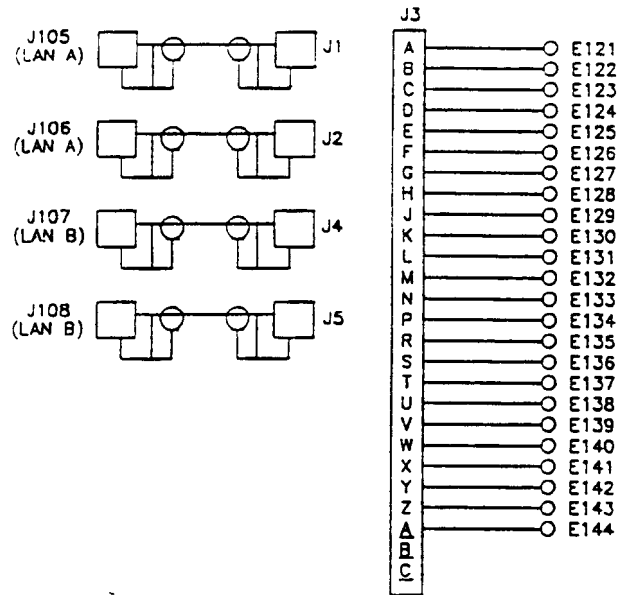 J105
(LAN A)
J1
J106
(LAN A)
J2
J107
(LAN B)
J4
J108
(LAN B)
J5
J3
A E121
B E122
C E123
D E124
E E125
F E126
G E127
H E128
J E129
K E130
L E131
M E132
N E133
P E134
R E135
S E136
T E137
U E138
V E139
W E140
X E141
Y E142
Z E143
A E144
B
C